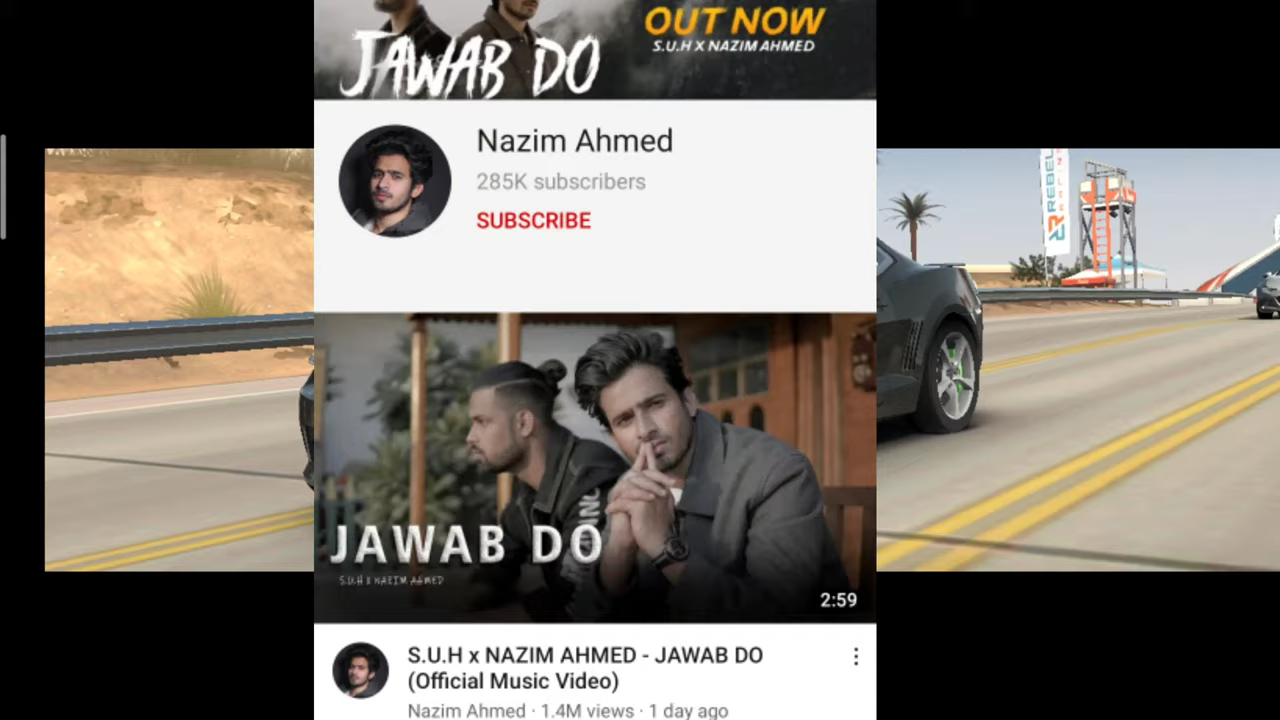 JAWAB DO
OUT NOW
S.U.H X NAZIM AHMED
Nazim Ahmed
285K subscribers
SUBSCRIBE
REBEL
JAWAB DO
S.U.H X NAZIM AHMED
2:59
S.U.H x NAZIM AHMED - JAWAB DO
(Official Music Video)
Nazim Ahmed · 1.4M views · 1 day ago